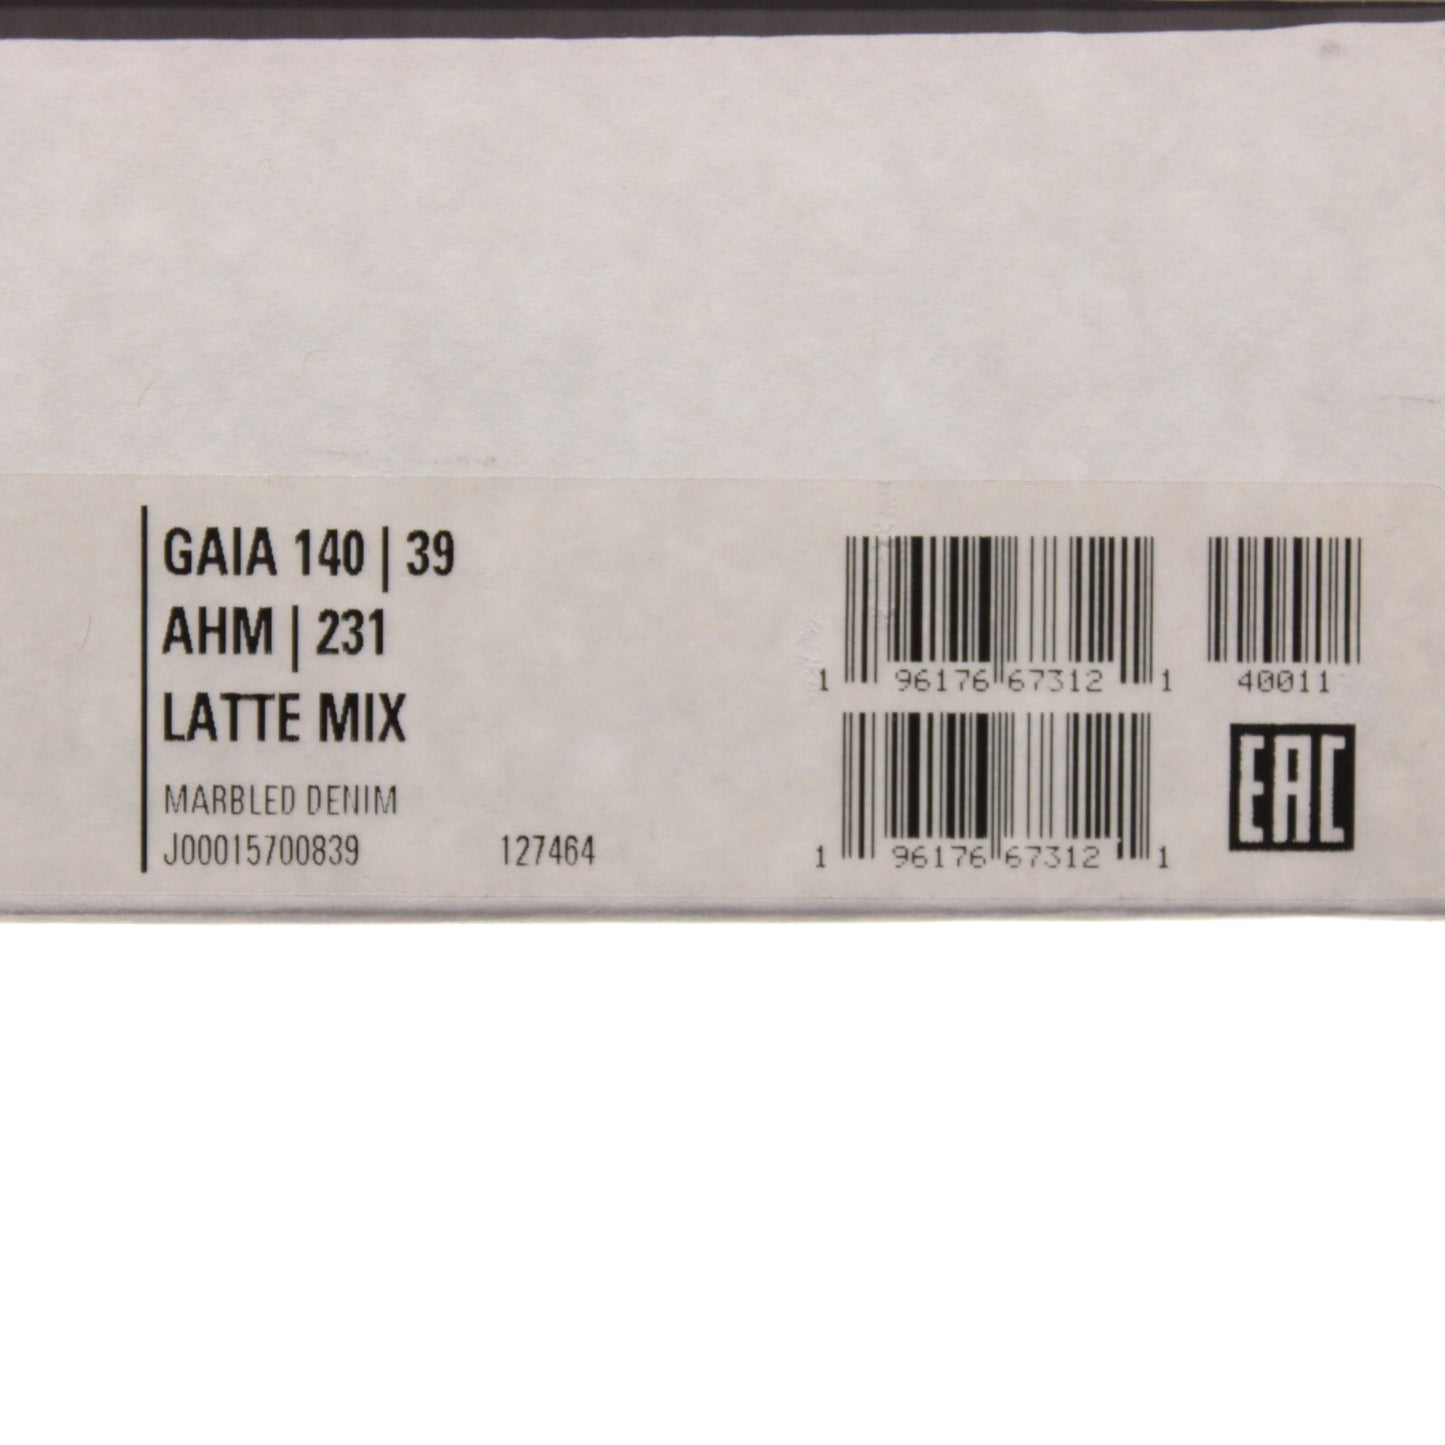 GAIA 140 | 39
AHM | 231
LATTE MIX
MARBLED DENIM
J00015700839 127464
1 96176 67312 1
40011
1 96176 67312 1
EAC